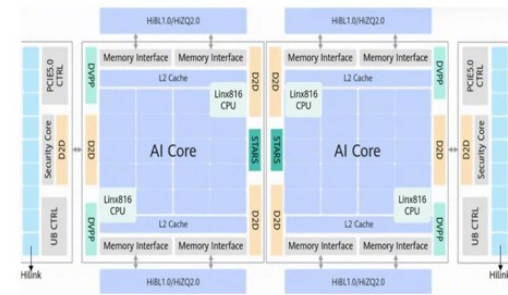 HiBL1.0/HiZQ2.0
HiBL1.0/HiZQ2.0
PCIE5.0
CTRL
Security Core
D2D
UB CTRL
Hilink
DVPP
D2D
DVPP
Memory Interface
Memory Interface
L2 Cache
Linx816
CPU
AI Core
Linx816
CPU
L2 Cache
Memory Interface
Memory Interface
D2D
STARS
D2D
D2D
STARS
D2D
Memory Interface
Memory Interface
L2 Cache
Linx816
CPU
AI Core
Linx816
CPU
L2 Cache
Memory Interface
Memory Interface
DVPP
D2D
DVPP
PCIE5.0
CTRL
D2D
Security Core
UB CTRL
Hilink
HiBL1.0/HiZQ2.0
HiBL1.0/HiZQ2.0